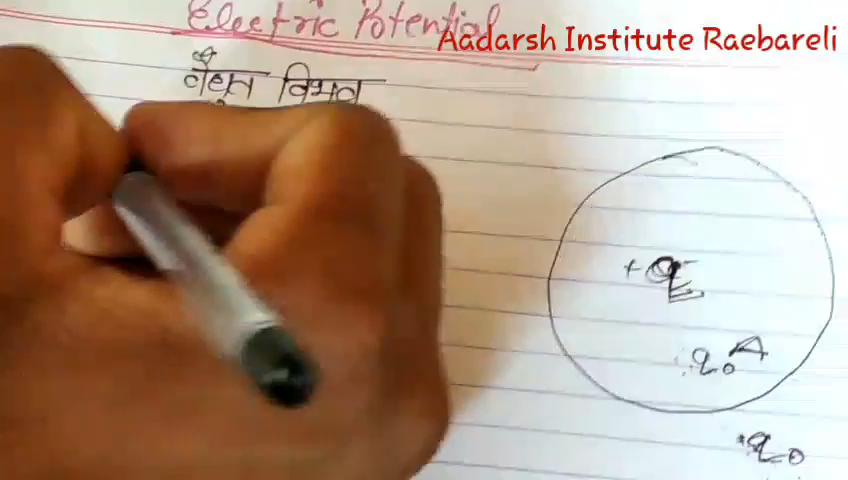 Electric Potential
Aadarsh Institute Raebareli
वैधुत विभव
+q
q₀ A
q₀